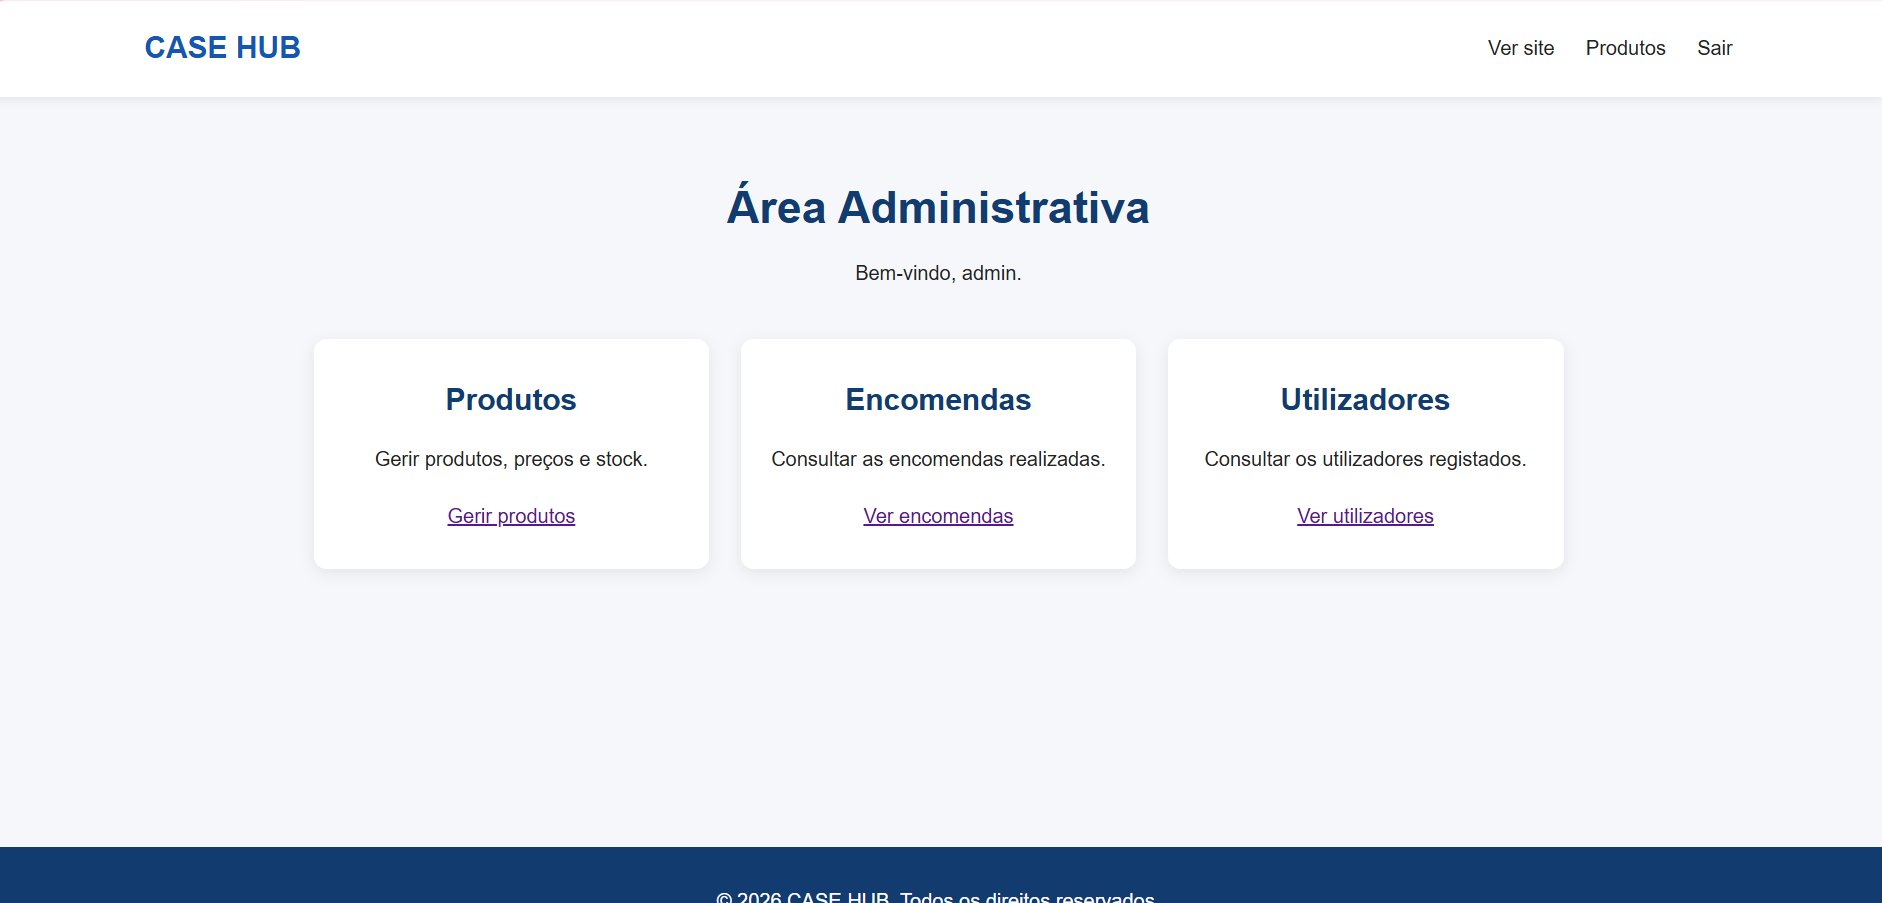 CASE HUB
Ver site Produtos Sair
Área Administrativa
Bem-vindo, admin.
Produtos
Gerir produtos, preços e stock.
Gerir produtos
Encomendas
Consultar as encomendas realizadas.
Ver encomendas
Utilizadores
Consultar os utilizadores registados.
Ver utilizadores
© 2026 CASE HUB. Todos os direitos reservados.